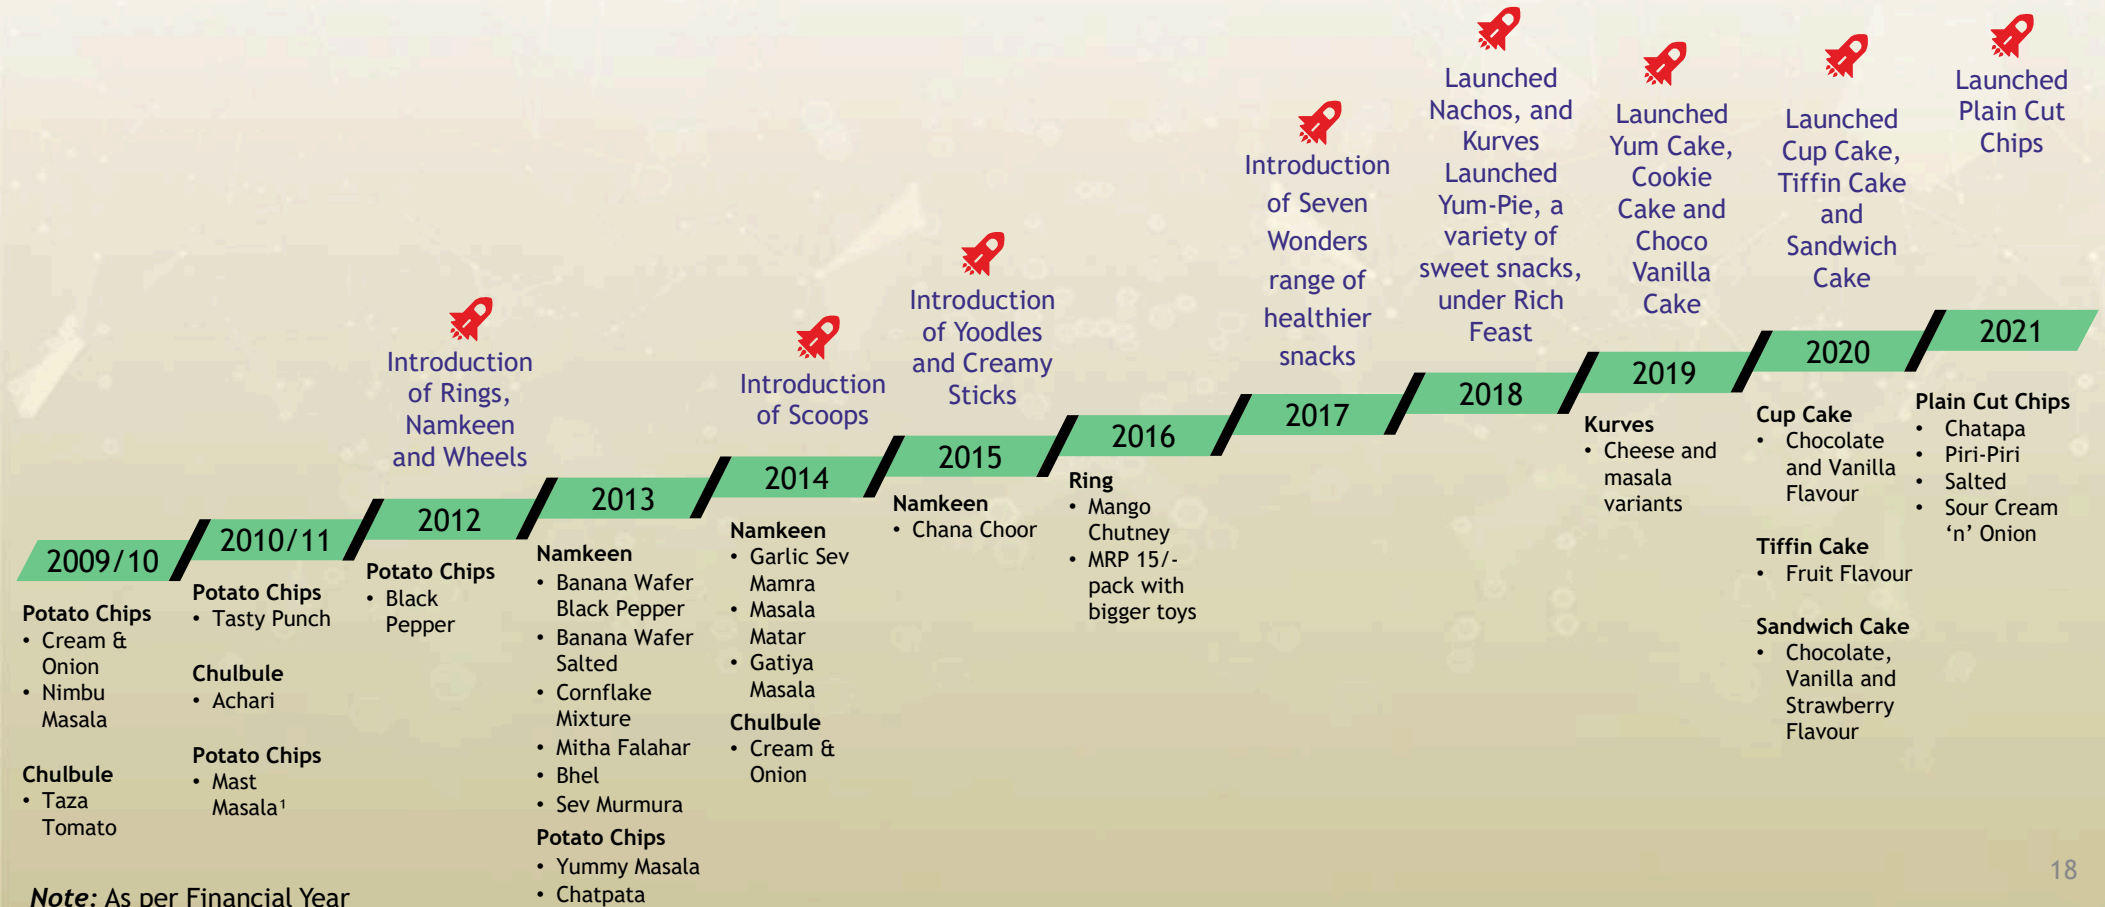 Introduction
of Rings,
Namkeen
and Wheels
Introduction
of Scoops
Introduction
of Yoodles
and Creamy
Sticks
Introduction
of Seven
Wonders
range of
healthier
snacks
Launched
Nachos, and
Kurves
Launched
Yum-Pie, a
variety of
sweet snacks,
under Rich
Feast
Launched
Yum Cake,
Cookie
Cake and
Choco
Vanilla
Cake
Launched
Cup Cake,
Tiffin Cake
and
Sandwich
Cake
Launched
Plain Cut
Chips
2009/10
Potato Chips
• Cream &
Onion
• Nimbu
Masala
Chulbule
• Taza
Tomato
2010/11
Potato Chips
• Tasty Punch
Chulbule
• Achari
Potato Chips
• Mast
Masala¹
2012
Potato Chips
• Black
Pepper
2013
Namkeen
• Banana Wafer
Black Pepper
• Banana Wafer
Salted
• Cornflake
Mixture
• Mitha Falahar
• Bhel
• Sev Murmura
Potato Chips
• Yummy Masala
• Chatpata
2014
Namkeen
• Garlic Sev
Mamra
• Masala
Matar
• Gatiya
Masala
Chulbule
• Cream &
Onion
2015
Namkeen
• Chana Choor
2016
Ring
• Mango
Chutney
• MRP 15/-
pack with
bigger toys
2017
2018
2019
Kurves
• Cheese and
masala
variants
2020
Cup Cake
• Chocolate
and Vanilla
Flavour
Tiffin Cake
• Fruit Flavour
Sandwich Cake
• Chocolate,
Vanilla and
Strawberry
Flavour
2021
Plain Cut Chips
• Chatapa
• Piri-Piri
• Salted
• Sour Cream
‘n’ Onion
Note: As per Financial Year
18